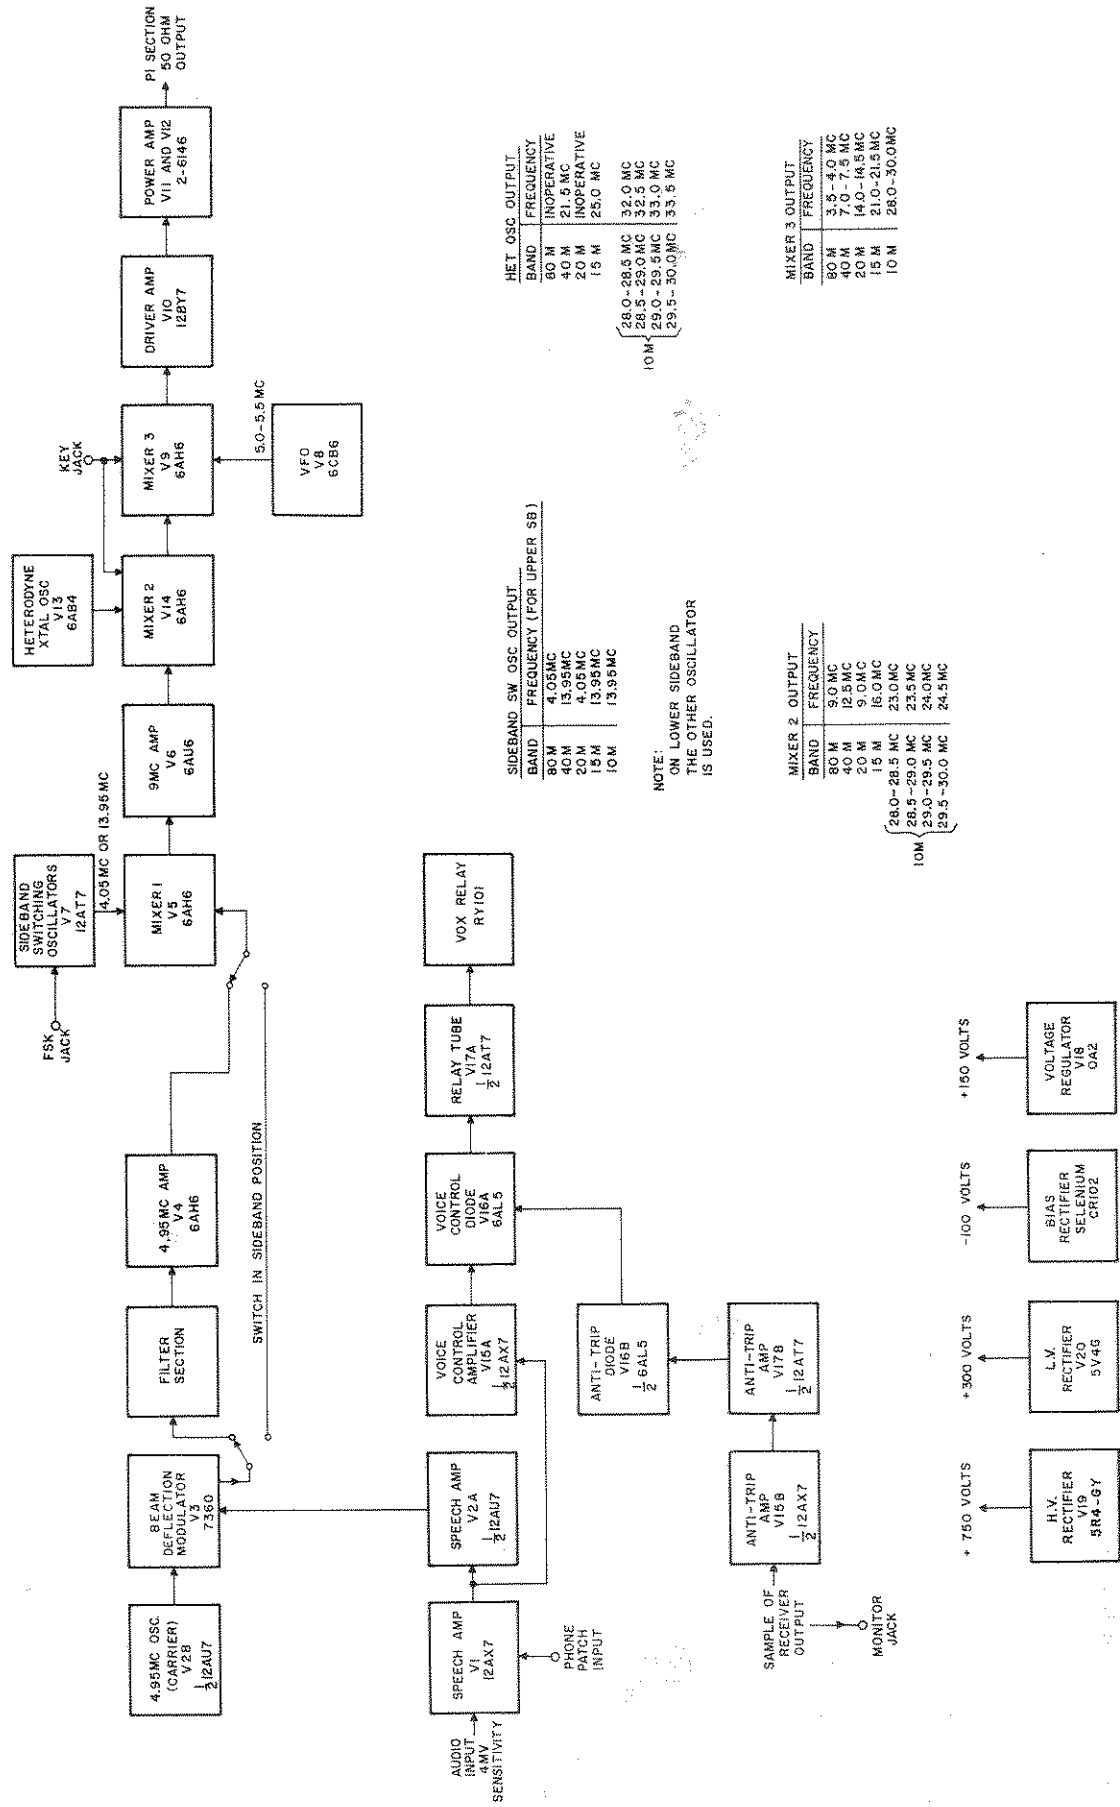 4.95MC OSC.
(CARRIER)
V2B
½ 12AU7
BEAM
DEFLECTION
MODULATOR
V3
7360
FILTER
SECTION
4.95MC AMP
V4
6AH6
SWITCH IN SIDEBAND POSITION
FSK
JACK
SIDEBAND
SWITCHING
OSCILLATORS
V7
12AT7
4.05 MC OR 13.95 MC
MIXER 1
V5
6AH6
9MC AMP
V6
6AU6
HETERODYNE
XTAL OSC
V13
6AB4
MIXER 2
V14
6AH6
KEY
JACK
MIXER 3
V9
6AH6
VFO
V8
6CB6
5.0-5.5 MC
DRIVER AMP
V10
12BY7
POWER AMP
V11 AND V12
2-6146
PI SECTION
50 OHM
OUTPUT
AUDIO
INPUT
4MV
SENSITIVITY
SPEECH AMP
V1
12AX7
PHONE
PATCH
INPUT
SPEECH AMP
V2A
½ 12AU7
VOICE
CONTROL
AMPLIFIER
V15A
½ 12AX7
VOICE
CONTROL
DIODE
V16A
6AL5
RELAY TUBE
V17A
½ 12AT7
VOX RELAY
RY101
ANTI-TRIP
DIODE
V16B
½ 6AL5
SAMPLE OF
RECEIVER
OUTPUT
MONITOR
JACK
ANTI-TRIP
AMP
V15B
½ 12AX7
ANTI-TRIP
AMP
V17B
½ 12AT7
SIDEBAND SW OSC OUTPUT
BAND FREQUENCY (FOR UPPER SB)
80 M 4.05MC
40 M 13.95MC
20 M 4.05MC
15 M 13.95MC
10 M 13.95MC
NOTE:
ON LOWER SIDEBAND
THE OTHER OSCILLATOR
IS USED.
HET OSC OUTPUT
BAND FREQUENCY
80 M INOPERATIVE
40 M 21.5 MC
20 M INOPERATIVE
15 M 25.0 MC
10M
28.0-28.5 MC 32.0 MC
28.5-29.0 MC 32.5 MC
29.0-29.5 MC 33.0 MC
29.5-30.0MC 33.5 MC
MIXER 2 OUTPUT
BAND FREQUENCY
80 M 9.0 MC
40 M 12.5 MC
20 M 9.0 MC
15 M 16.0 MC
10M
28.0-28.5 MC 23.0 MC
28.5-29.0 MC 23.5 MC
29.0-29.5 MC 24.0 MC
29.5-30.0 MC 24.5 MC
MIXER 3 OUTPUT
BAND FREQUENCY
80 M 3.5-4.0 MC
40 M 7.0-7.5 MC
20 M 14.0-14.5 MC
15 M 21.0-21.5 MC
10 M 28.0-30.0MC
+ 750 VOLTS
H.V.
RECTIFIER
V19
5R4-GY
+300 VOLTS
L.V.
RECTIFIER
V20
5V4G
-100 VOLTS
BIAS
RECTIFIER
SELENIUM
CR102
+150 VOLTS
VOLTAGE
REGULATOR
V18
OA2